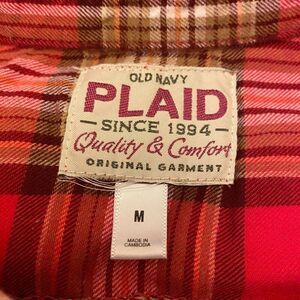 OLD NAVY
PLAID
- SINCE 1994 -
Quality & Comfort
ORIGINAL GARMENT
M
MADE IN
CAMBODIA